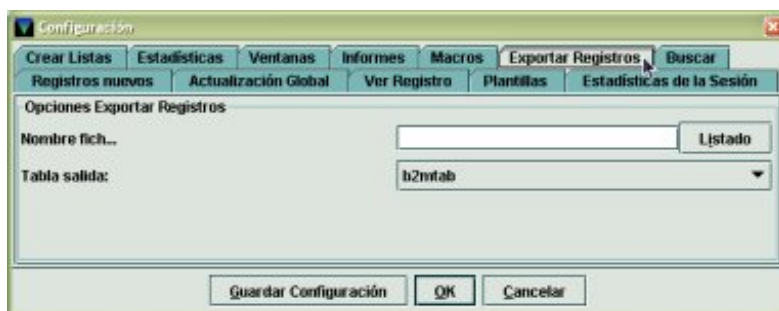 Configuración
Crear Listas Estadísticas Ventanas Informes Macros Exportar Registros Buscar
Registros nuevos Actualización Global Ver Registro Plantillas Estadísticas de la Sesión
Opciones Exportar Registros
Nombre fich... Listado
Tabla salida: b2mtab
Guardar Configuración OK Cancelar